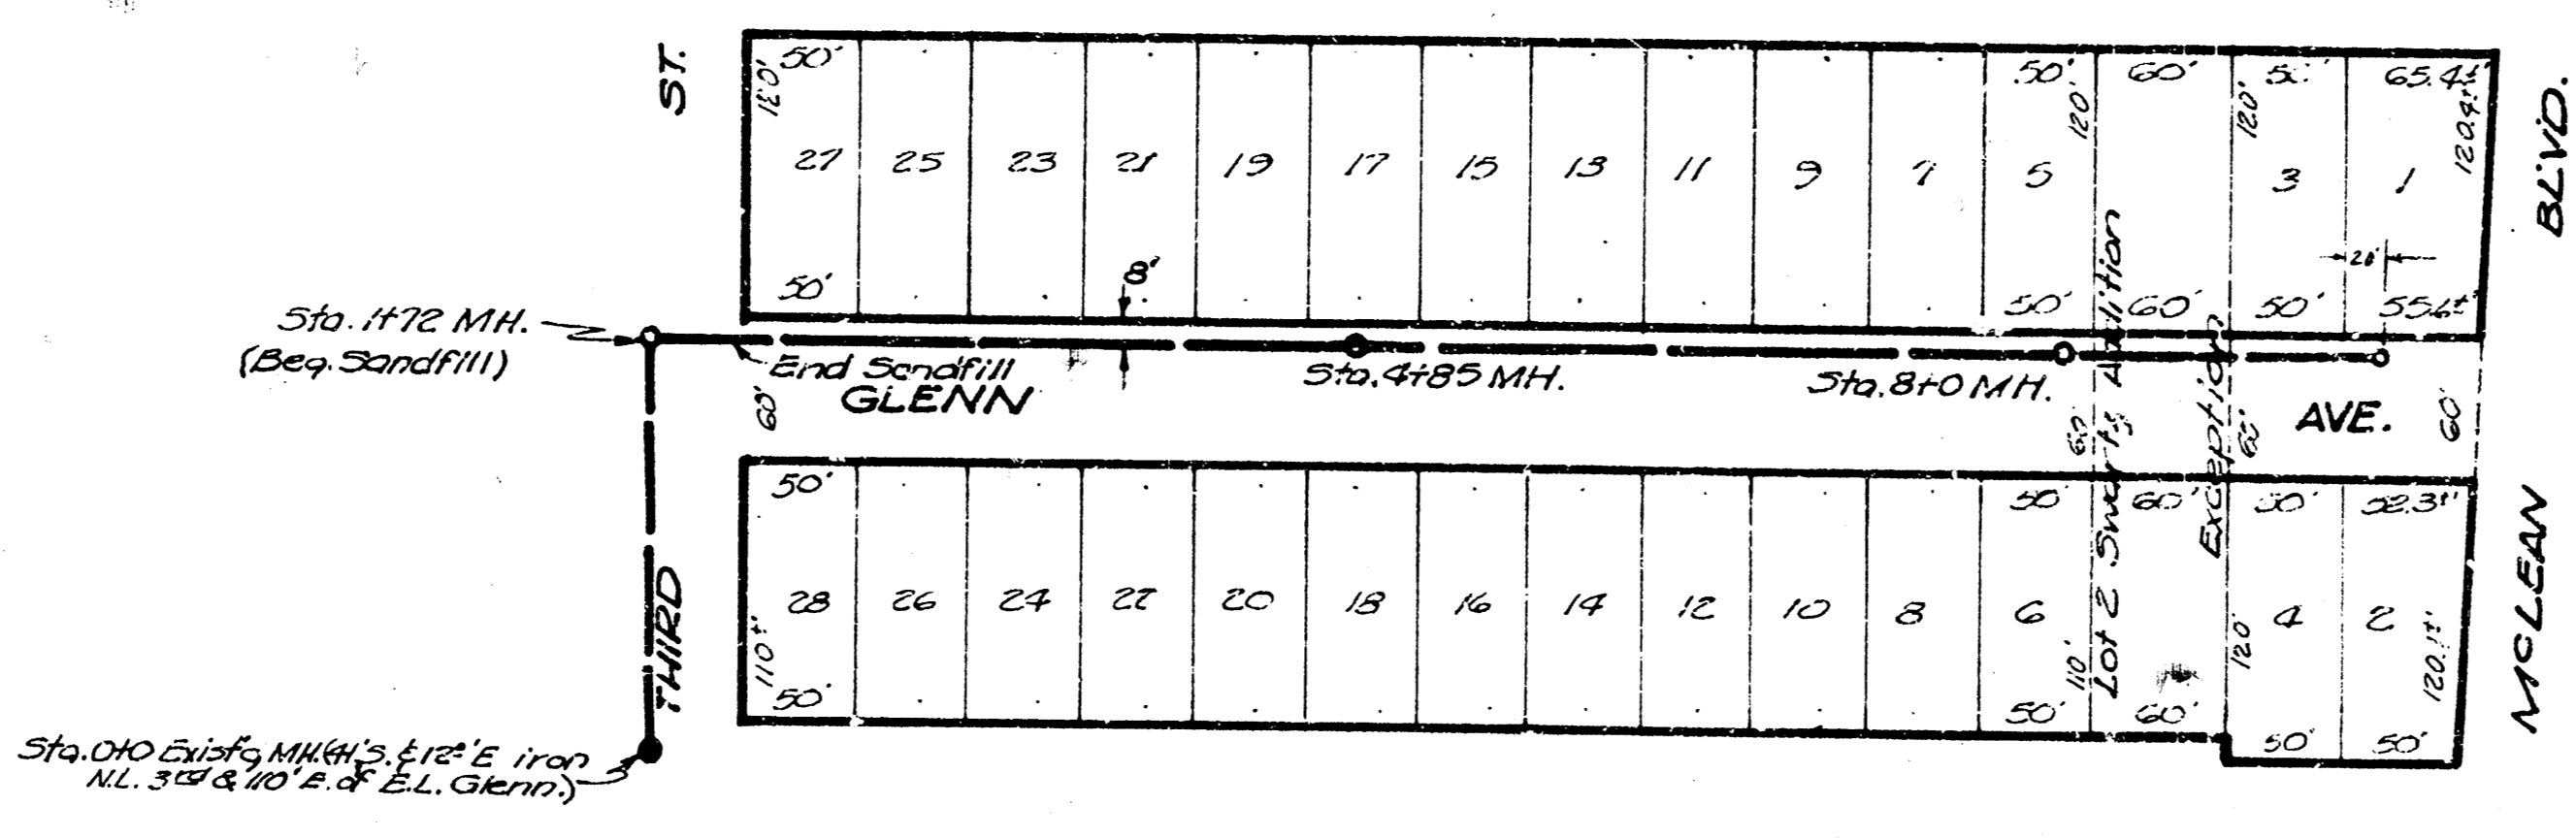 ST.
50' 50' 60' 50' 65.4±'
120' 120' 120' 120.4±'
27 25 23 21 19 17 15 13 11 9 7 5 3 1
BLVD.
20'
8'
50' 50' 60' 50' 55.6±'
Sta. 1+72 MH.
(Beg. Sandfill)
End Sandfill
Sta. 4+85 MH.
Sta. 8+0 MH.
GLENN
AVE.
60' 60' 60' 60'
Lot 2 Swarts Addition
Exception
50' 50' 60' 50' 52.3±'
28 26 24 22 20 18 16 14 12 10 8 6 4 2
110±' 110' 120' 120.1±'
50' 50' 60' 50' 50'
THIRD
McLEAN
Sta. 0+0 Exist'g MH. E iron
N.L. 3rd & 110' E. of E.L. Glenn.)